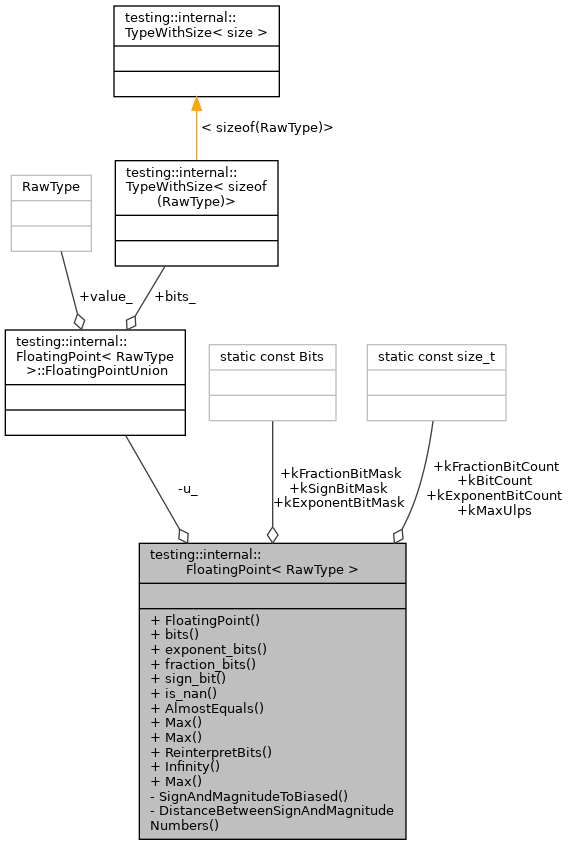 testing::internal::
TypeWithSize< size >
< sizeof(RawType)>
testing::internal::
TypeWithSize< sizeof
(RawType)>
RawType
+value_
+bits_
testing::internal::
FloatingPoint< RawType
>::FloatingPointUnion
static const Bits
static const size_t
-u_
+kFractionBitMask
+kSignBitMask
+kExponentBitMask
+kFractionBitCount
+kBitCount
+kExponentBitCount
+kMaxUlps
testing::internal::
FloatingPoint< RawType >
+ FloatingPoint()
+ bits()
+ exponent_bits()
+ fraction_bits()
+ sign_bit()
+ is_nan()
+ AlmostEquals()
+ Max()
+ Max()
+ ReinterpretBits()
+ Infinity()
+ Max()
- SignAndMagnitudeToBiased()
- DistanceBetweenSignAndMagnitude
Numbers()